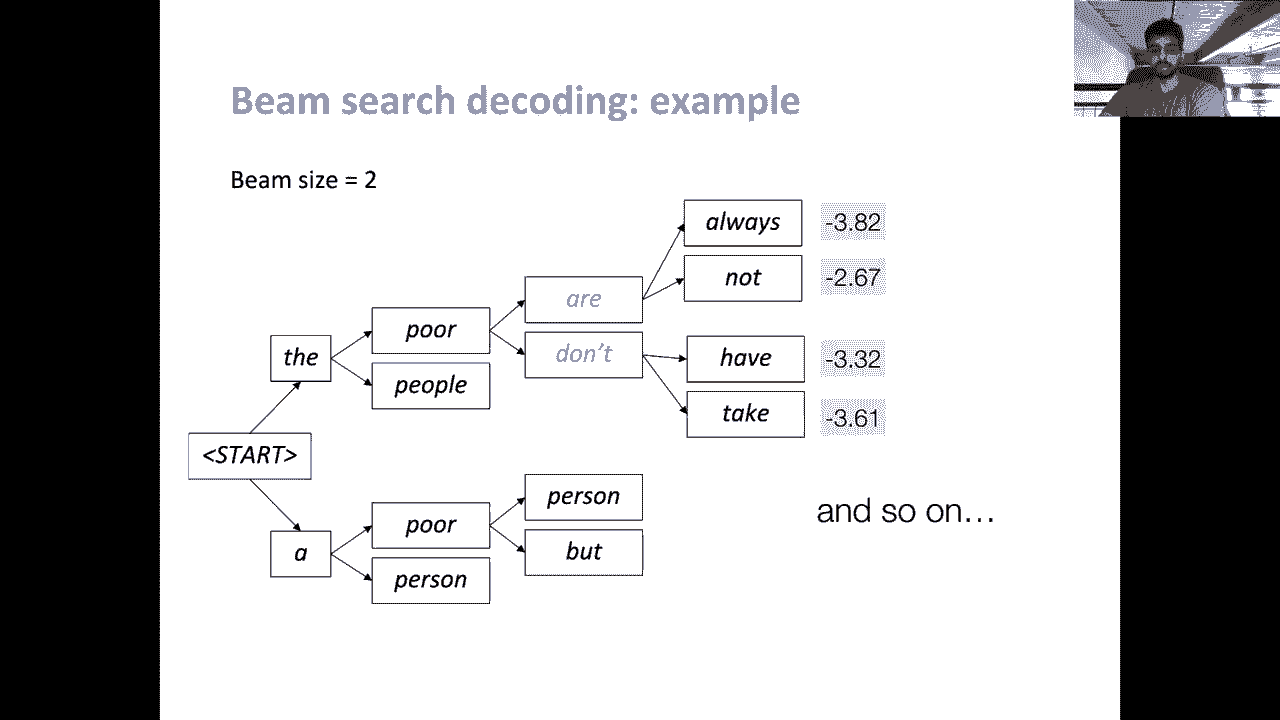 Beam search decoding: example
Beam size = 2
always -3.82
not -2.67
are
don't
have -3.32
take -3.61
poor
people
the
<START>
a
poor
person
person
but
and so on...